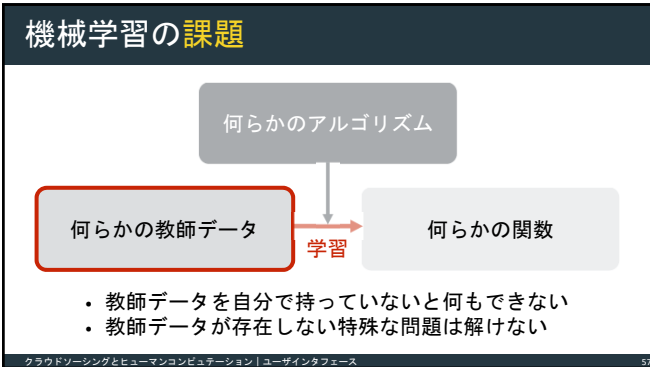 機械学習の課題
何らかのアルゴリズム
何らかの教師データ
学習
何らかの関数
• 教師データを自分で持っていないと何もできない
• 教師データが存在しない特殊な問題は解けない
クラウドソーシングとヒューマンコンピュテーション | ユーザインタフェース
57